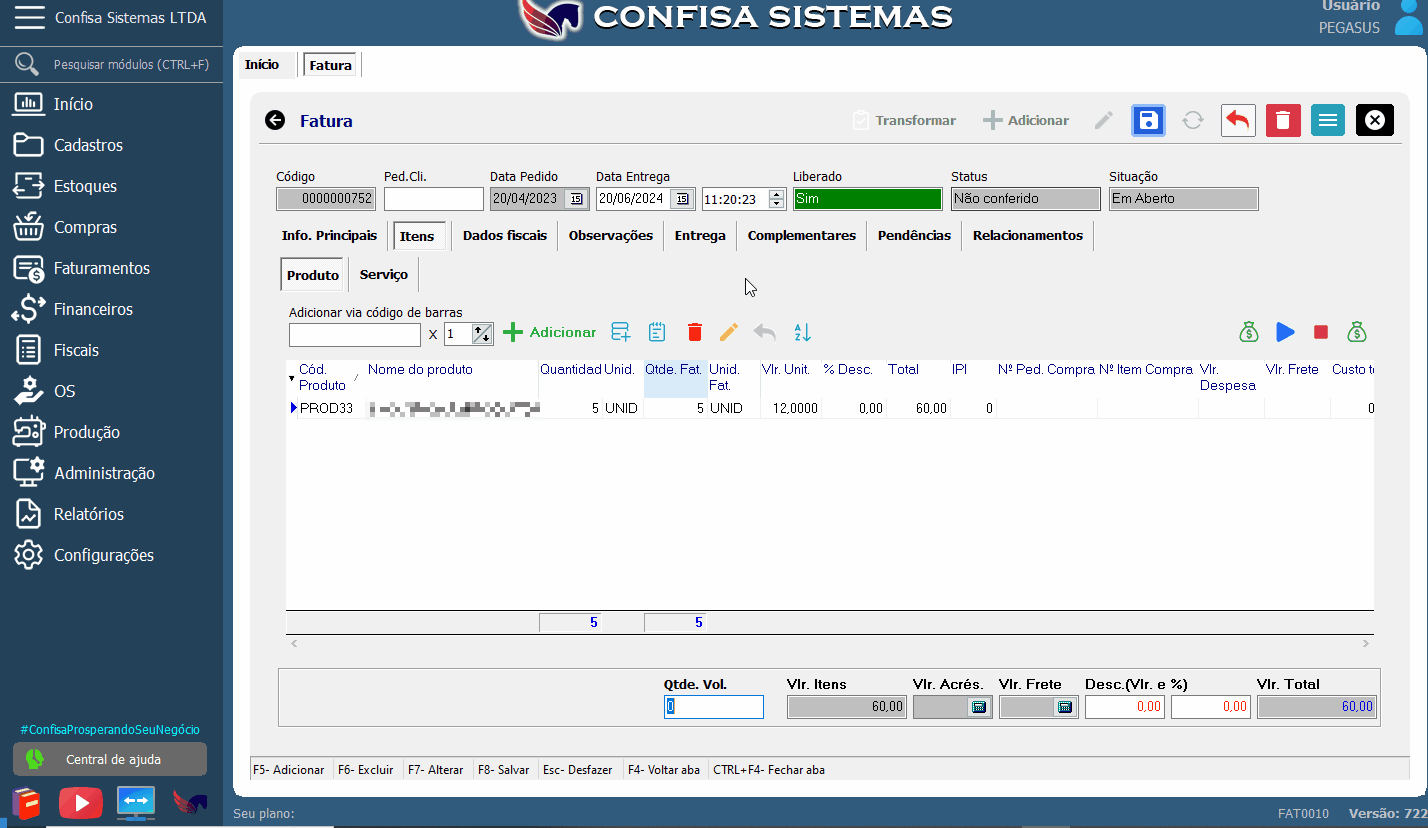 Confisa Sistemas LTDA
CONFISA SISTEMAS
Usuário
PEGASUS
Pesquisar módulos (CTRL+F)
Início
Cadastros
Estoques
Compras
Faturamentos
Financeiros
Fiscais
OS
Produção
Administração
Relatórios
Configurações
#ConfisaProsperandoSeuNegócio
Central de ajuda
Início Fatura
Fatura
Transformar Adicionar
Código Ped.Cli. Data Pedido Data Entrega Liberado Status Situação
0000000752 20/04/2023 15 20/06/2024 15 11:20:23 Sim Não conferido Em Aberto
Info. Principais Itens Dados fiscais Observações Entrega Complementares Pendências Relacionamentos
Produto Serviço
Adicionar via código de barras
X 1 Adicionar
Cód. Produto Nome do produto Quantidad Unid. Qtde. Fat. Unid. Fat. Vlr. Unit. % Desc. Total IPI Nº Ped. Compra Nº Item Compra Vlr. Despesa Vlr. Frete Custo t
PROD33 5 UNID 5 UNID 12,0000 0,00 60,00 0 0
5 5
Qtde. Vol. Vlr. Itens Vlr. Acrés. Vlr. Frete Desc.(Vlr. e %) Vlr. Total
0 60,00 0,00 0,00 60,00
F5- Adicionar F6- Excluir F7- Alterar F8- Salvar Esc- Desfazer F4- Voltar aba CTRL+F4- Fechar aba
Seu plano: FAT0010 Versão: 722